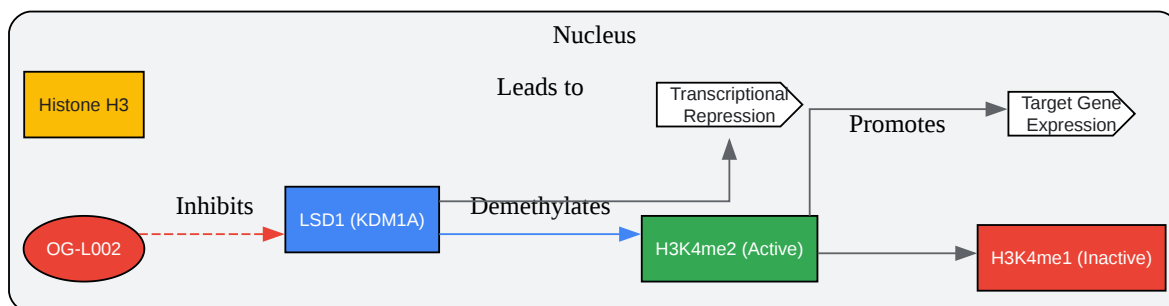 Nucleus
Histone H3
Leads to
Transcriptional
Repression
Promotes
Target Gene
Expression
Inhibits
LSD1 (KDM1A)
Demethylates
OG-L002
H3K4me2 (Active)
H3K4me1 (Inactive)